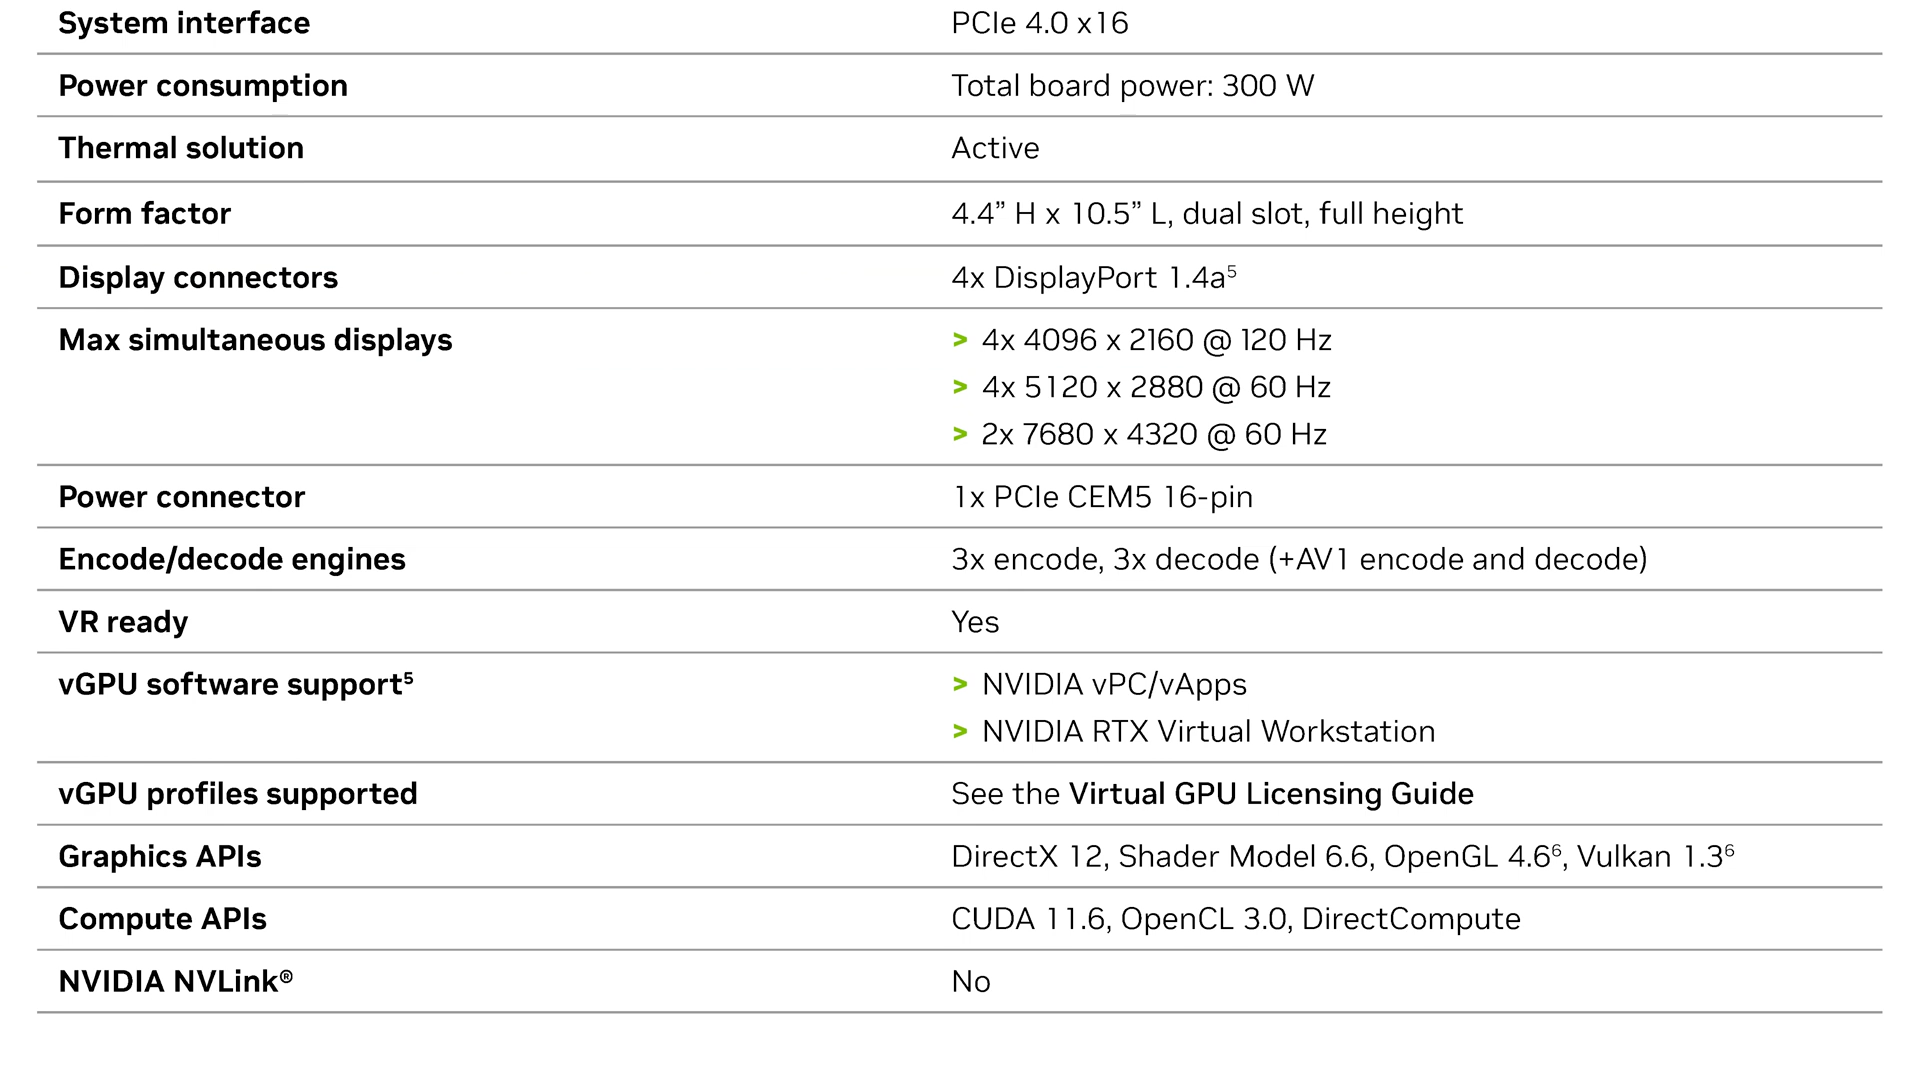 System interface PCIe 4.0 x16
Power consumption Total board power: 300 W
Thermal solution Active
Form factor 4.4” H x 10.5” L, dual slot, full height
Display connectors 4x DisplayPort 1.4a⁵
Max simultaneous displays > 4x 4096 x 2160 @ 120 Hz
> 4x 5120 x 2880 @ 60 Hz
> 2x 7680 x 4320 @ 60 Hz
Power connector 1x PCIe CEM5 16-pin
Encode/decode engines 3x encode, 3x decode (+AV1 encode and decode)
VR ready Yes
vGPU software support⁵ > NVIDIA vPC/vApps
> NVIDIA RTX Virtual Workstation
vGPU profiles supported See the Virtual GPU Licensing Guide
Graphics APIs DirectX 12, Shader Model 6.6, OpenGL 4.6⁶, Vulkan 1.3⁶
Compute APIs CUDA 11.6, OpenCL 3.0, DirectCompute
NVIDIA NVLink® No